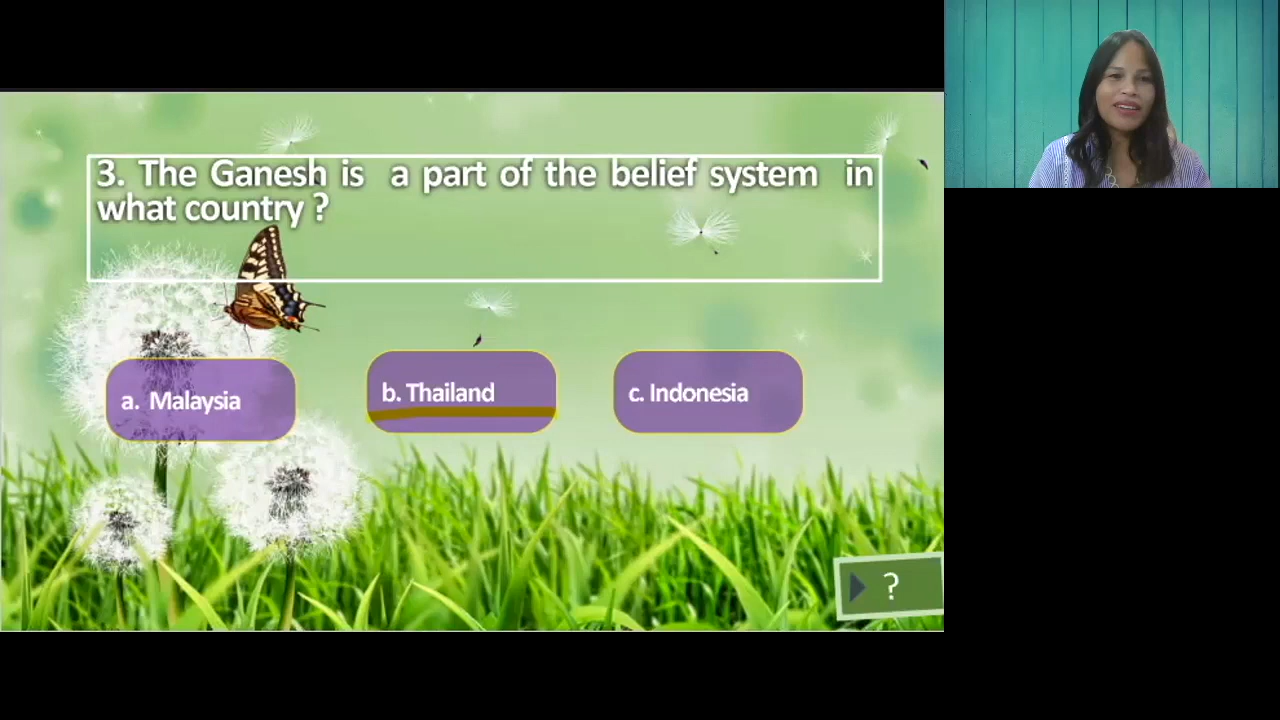 3. The Ganesh is a part of the belief system in
what country ?
a. Malaysia
b. Thailand
c. Indonesia
?